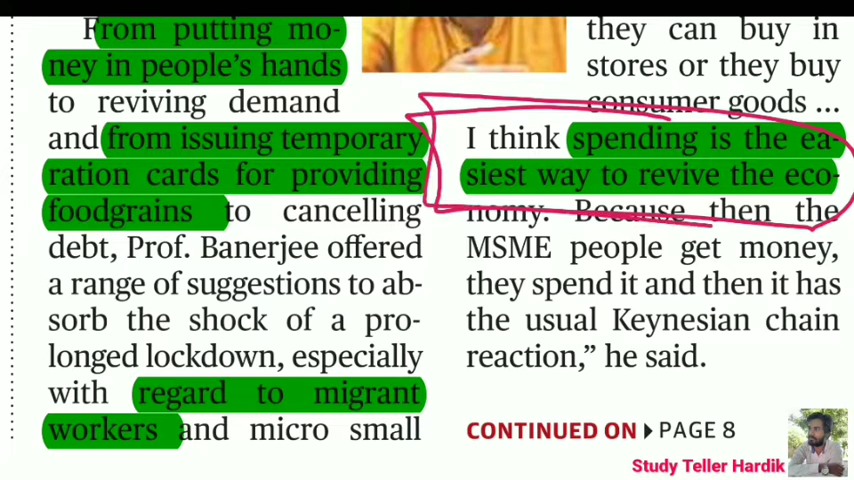 From putting mo-
ney in people's hands
to reviving demand
and from issuing temporary
ration cards for providing
foodgrains to cancelling
debt, Prof. Banerjee offered
a range of suggestions to ab-
sorb the shock of a pro-
longed lockdown, especially
with regard to migrant
workers and micro small
they can buy in
stores or they buy
consumer goods ...
I think spending is the ea-
siest way to revive the eco-
nomy. Because then the
MSME people get money,
they spend it and then it has
the usual Keynesian chain
reaction,” he said.
CONTINUED ON PAGE 8
Study Teller Hardik